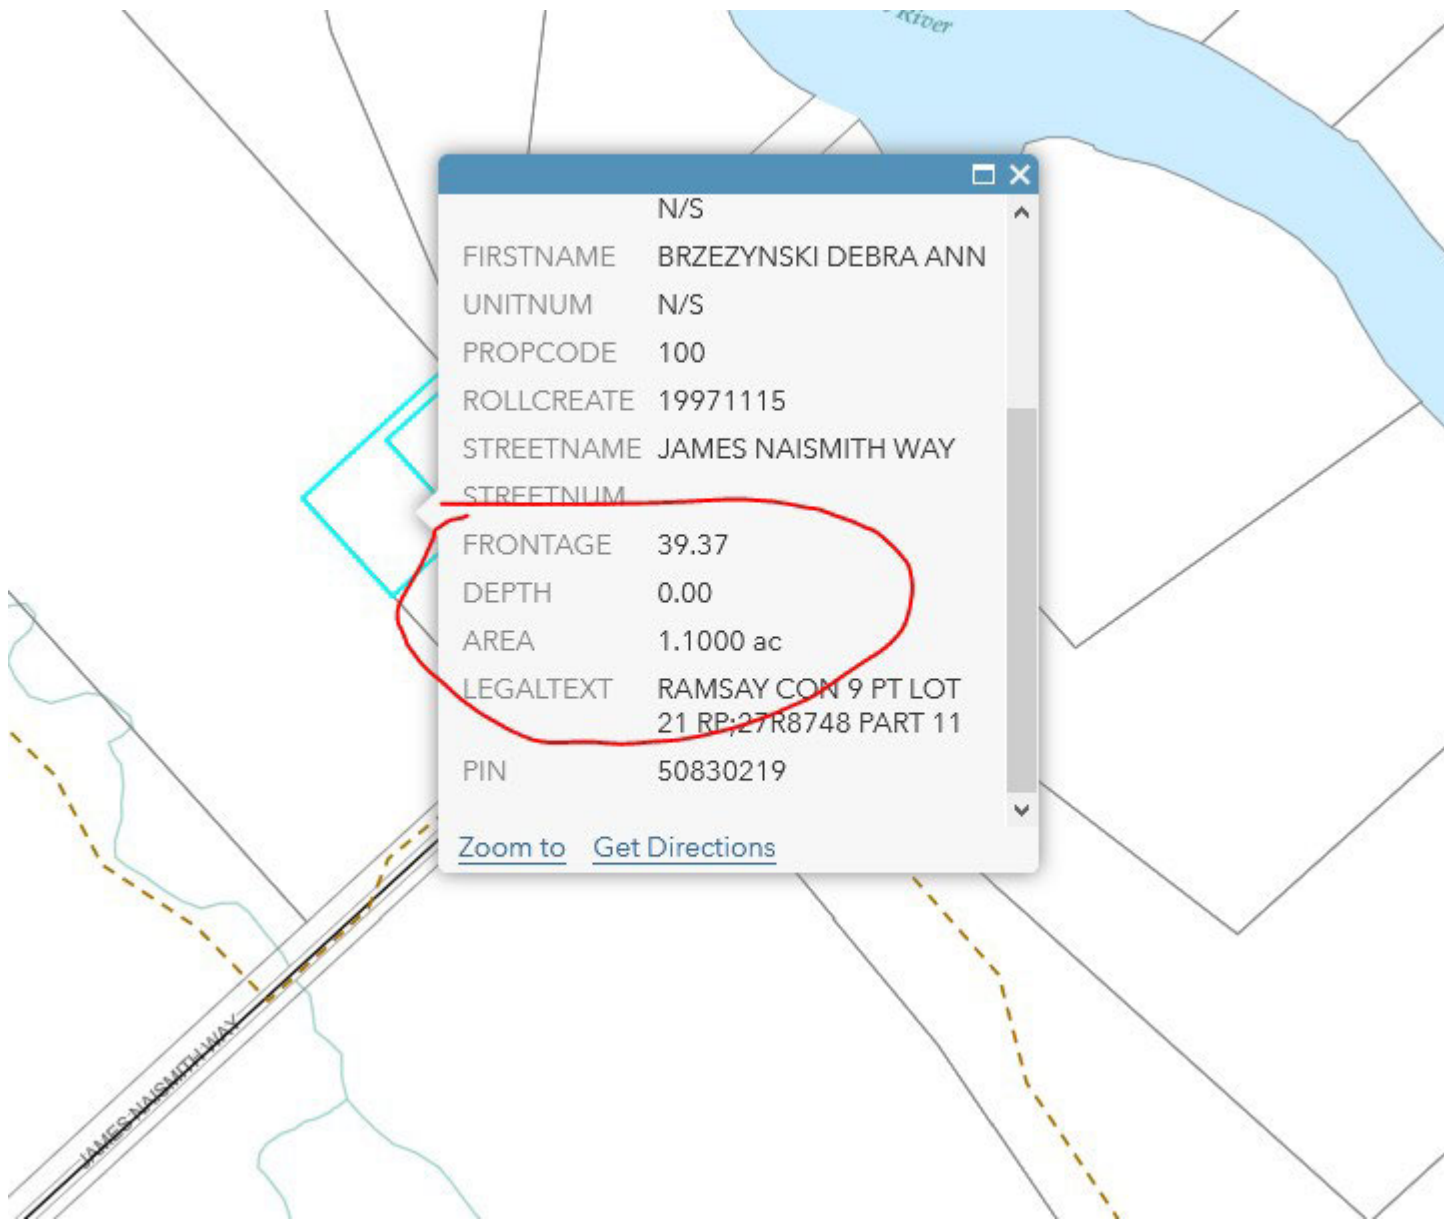 River
N/S
FIRSTNAME BRZEZYNSKI DEBRA ANN
UNITNUM N/S
PROPCODE 100
ROLLCREATE 19971115
STREETNAME JAMES NAISMITH WAY
STREETNUM
FRONTAGE 39.37
DEPTH 0.00
AREA 1.1000 ac
LEGALTEXT RAMSAY CON 9 PT LOT
21 RP;27R8748 PART 11
PIN 50830219
Zoom to Get Directions
JAMES NAISMITH WAY